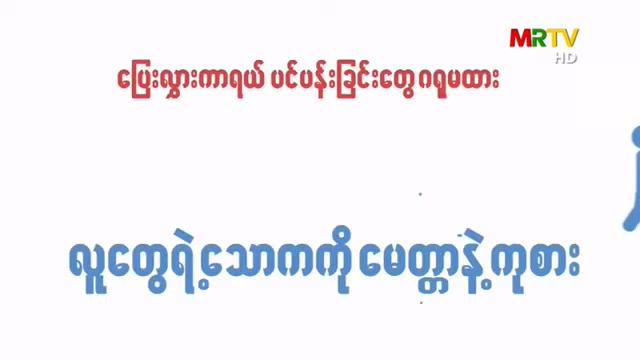 MRTV
HD
ပြေးလွှားကာရယ် ပင်ပန်းခြင်းတွေ ဂရုမထား
လူတွေရဲ့သောကကို မေတ္တာနဲ့ ကုစား